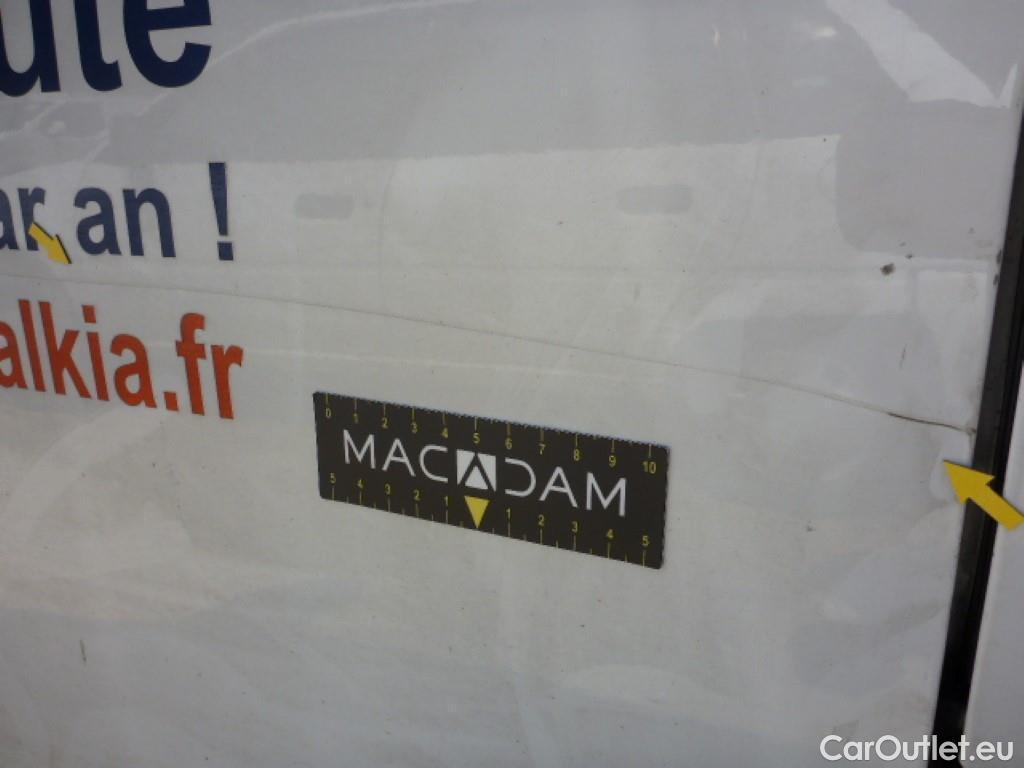 ute
ar an !
alkia.fr
0 1 2 3 4 5 6 7 8 9 10
MACADAM
5 4 3 2 1 1 2 3 4 5
CarOutlet.eu